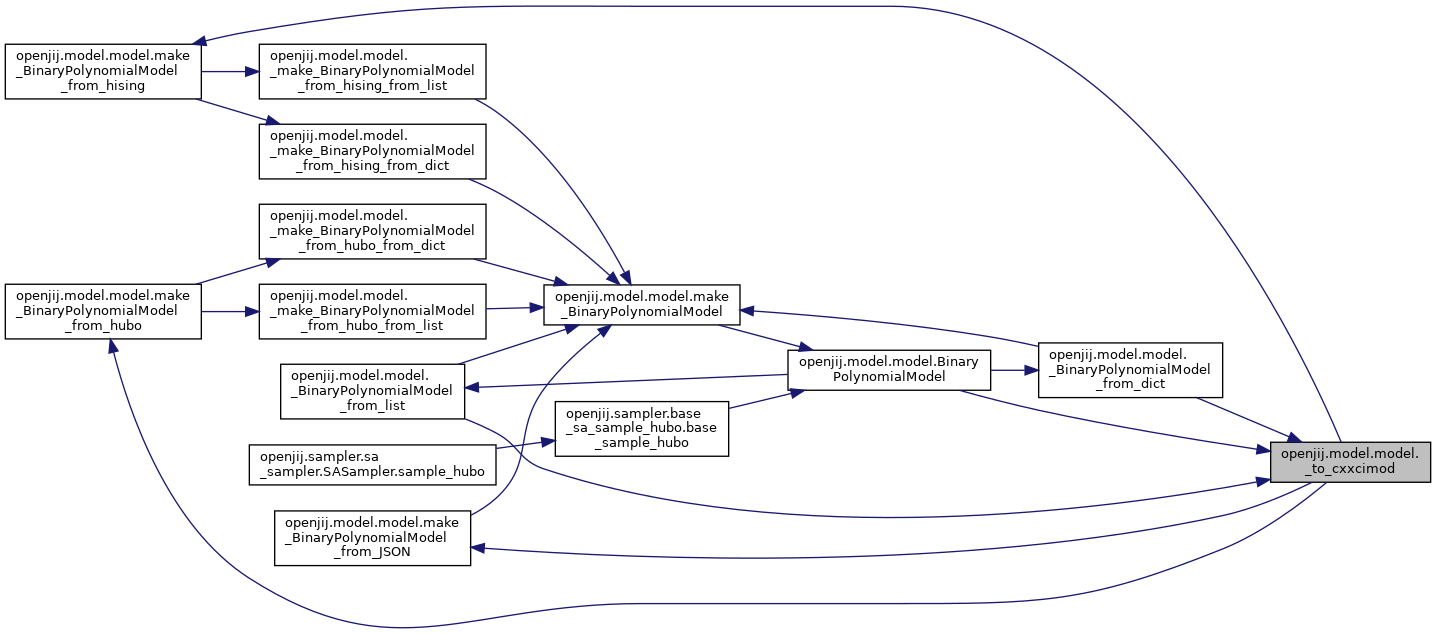 openjij.model.model.make
_BinaryPolynomialModel
_from_hising
openjij.model.model.
_make_BinaryPolynomialModel
_from_hising_from_list
openjij.model.model.
_make_BinaryPolynomialModel
_from_hising_from_dict
openjij.model.model.
_make_BinaryPolynomialModel
_from_hubo_from_dict
openjij.model.model.make
_BinaryPolynomialModel
_from_hubo
openjij.model.model.
_make_BinaryPolynomialModel
_from_hubo_from_list
openjij.model.model.make
_BinaryPolynomialModel
openjij.model.model.
_BinaryPolynomialModel
_from_list
openjij.model.model.Binary
PolynomialModel
openjij.model.model.
_BinaryPolynomialModel
_from_dict
openjij.sampler.base
_sa_sample_hubo.base
_sample_hubo
openjij.sampler.sa
_sampler.SASampler.sample_hubo
openjij.model.model.
_to_cxxcimod
openjij.model.model.make
_BinaryPolynomialModel
_from_JSON